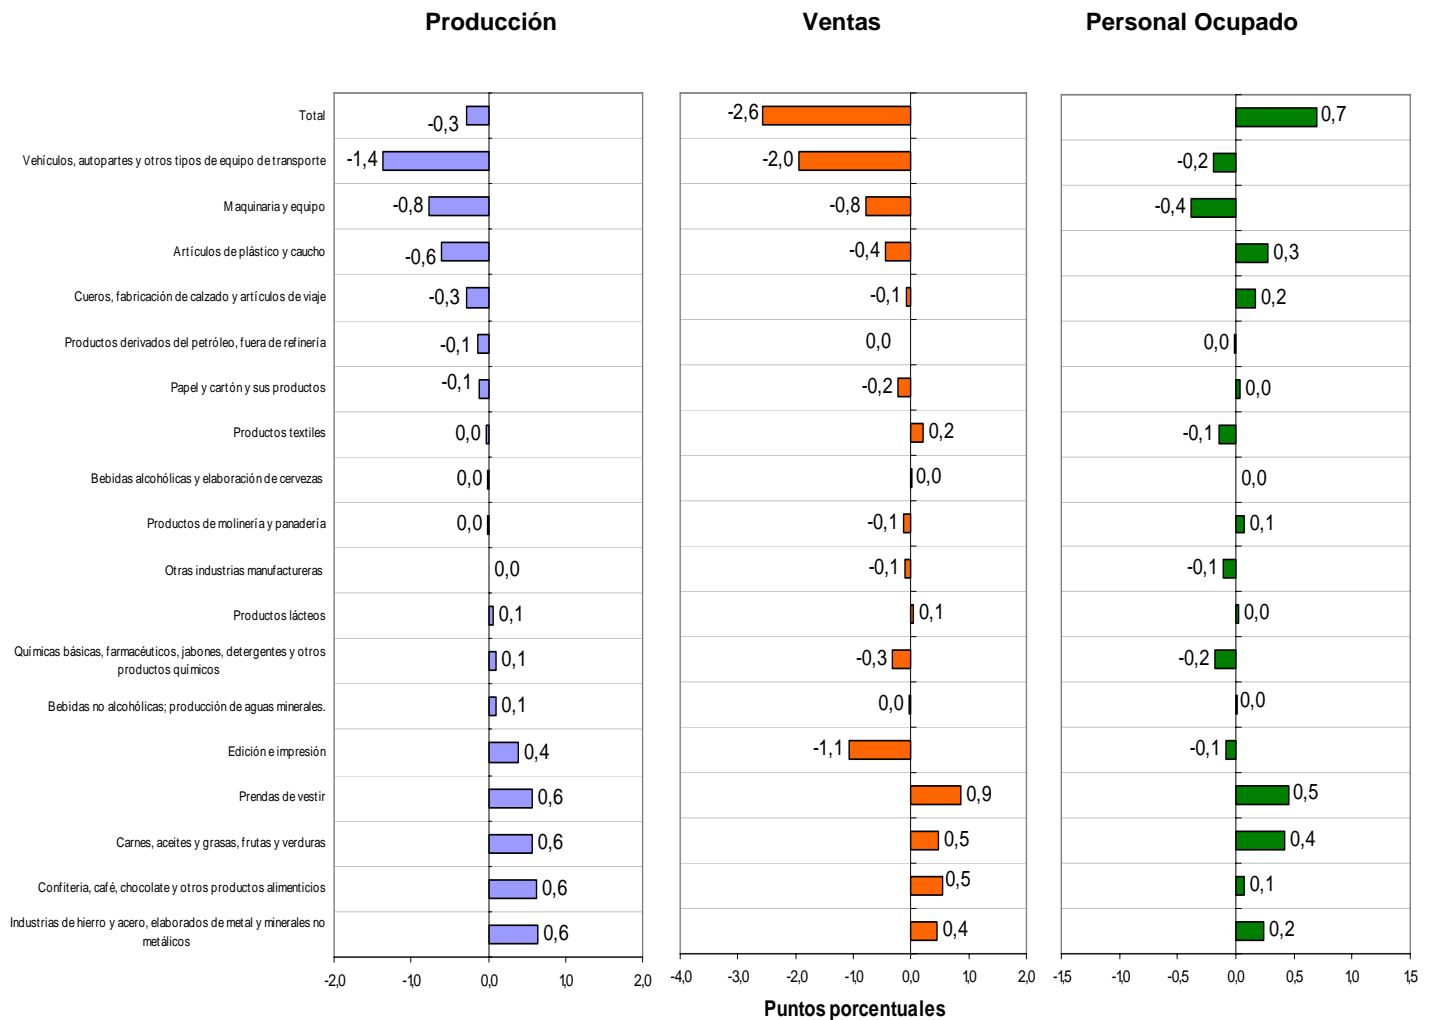 Producción Ventas Personal Ocupado
Total -0,3 -2,6 0,7
Vehículos, autopartes y otros tipos de equipo de transporte -1,4 -2,0 -0,2
Maquinaria y equipo -0,8 -0,8 -0,4
Artículos de plástico y caucho -0,6 -0,4 0,3
Cueros, fabricación de calzado y artículos de viaje -0,3 -0,1 0,2
Productos derivados del petróleo, fuera de refinería -0,1 0,0 0,0
Papel y cartón y sus productos -0,1 -0,2 0,0
Productos textiles 0,0 0,2 -0,1
Bebidas alcohólicas y elaboración de cervezas 0,0 0,0 0,0
Productos de molinería y panadería 0,0 -0,1 0,1
Otras industrias manufactureras 0,0 -0,1 -0,1
Productos lácteos 0,1 0,1 0,0
Químicas básicas, farmacéuticos, jabones, detergentes y otros
productos químicos 0,1 -0,3 -0,2
Bebidas no alcohólicas; producción de aguas minerales. 0,1 0,0 0,0
Edición e impresión 0,4 -1,1 -0,1
Prendas de vestir 0,6 0,9 0,5
Carnes, aceites y grasas, frutas y verduras 0,6 0,5 0,4
Confiteria, café, chocolate y otros productos alimenticios 0,6 0,5 0,1
Industrias de hierro y acero, elaborados de metal y minerales no
metálicos 0,6 0,4 0,2
-2,0 -1,0 0,0 1,0 2,0 -4,0 -3,0 -2,0 -1,0 0,0 1,0 2,0 -1,5 -1,0 -0,5 0,0 0,5 1,0 1,5
Puntos porcentuales